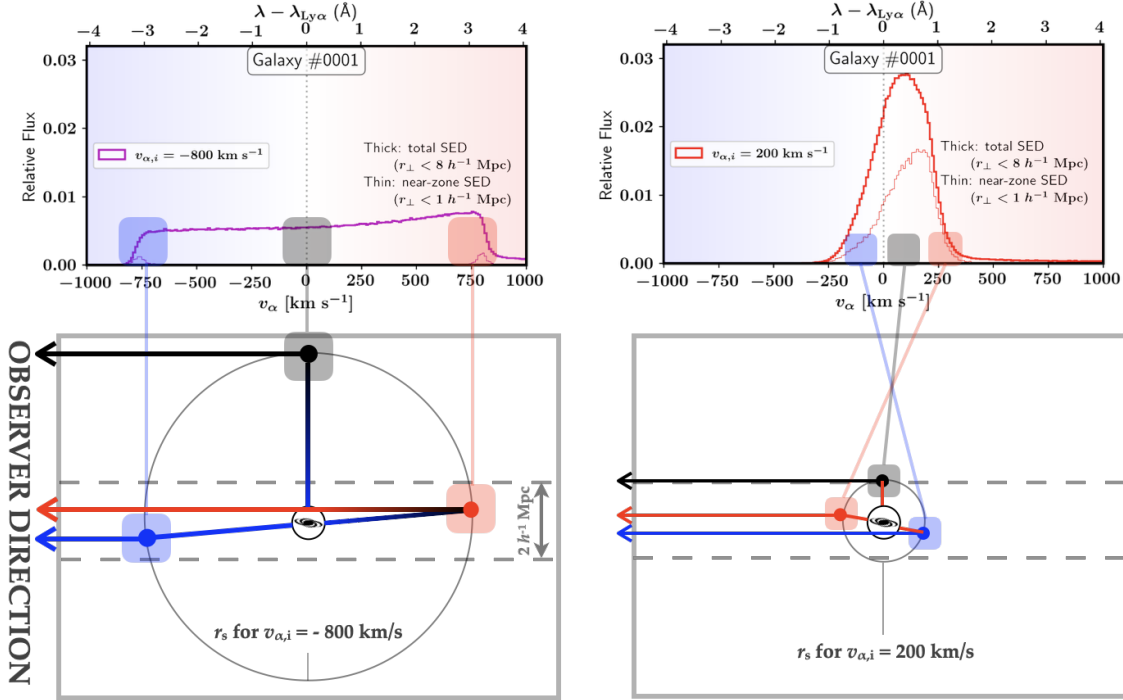 λ − λLyα (Å)
−4 −3 −2 −1 0 1 2 3 4
Galaxy #0001
0.03
0.02
0.01
0.00
Relative Flux
vα,i = −800 km s−1
Thick: total SED
(r⊥ < 8 h−1 Mpc)
Thin: near-zone SED
(r⊥ < 1 h−1 Mpc)
−1000 −750 −500 −250 0 250 500 750 1000
vα [km s−1]
λ − λLyα (Å)
−4 −3 −2 −1 0 1 2 3 4
Galaxy #0001
0.03
0.02
0.01
0.00
Relative Flux
vα,i = 200 km s−1
Thick: total SED
(r⊥ < 8 h−1 Mpc)
Thin: near-zone SED
(r⊥ < 1 h−1 Mpc)
−1000 −750 −500 −250 0 250 500 750 1000
vα [km s−1]
OBSERVER DIRECTION
2 h-1 Mpc
rs for vα,i = - 800 km/s
rs for vα,i = 200 km/s